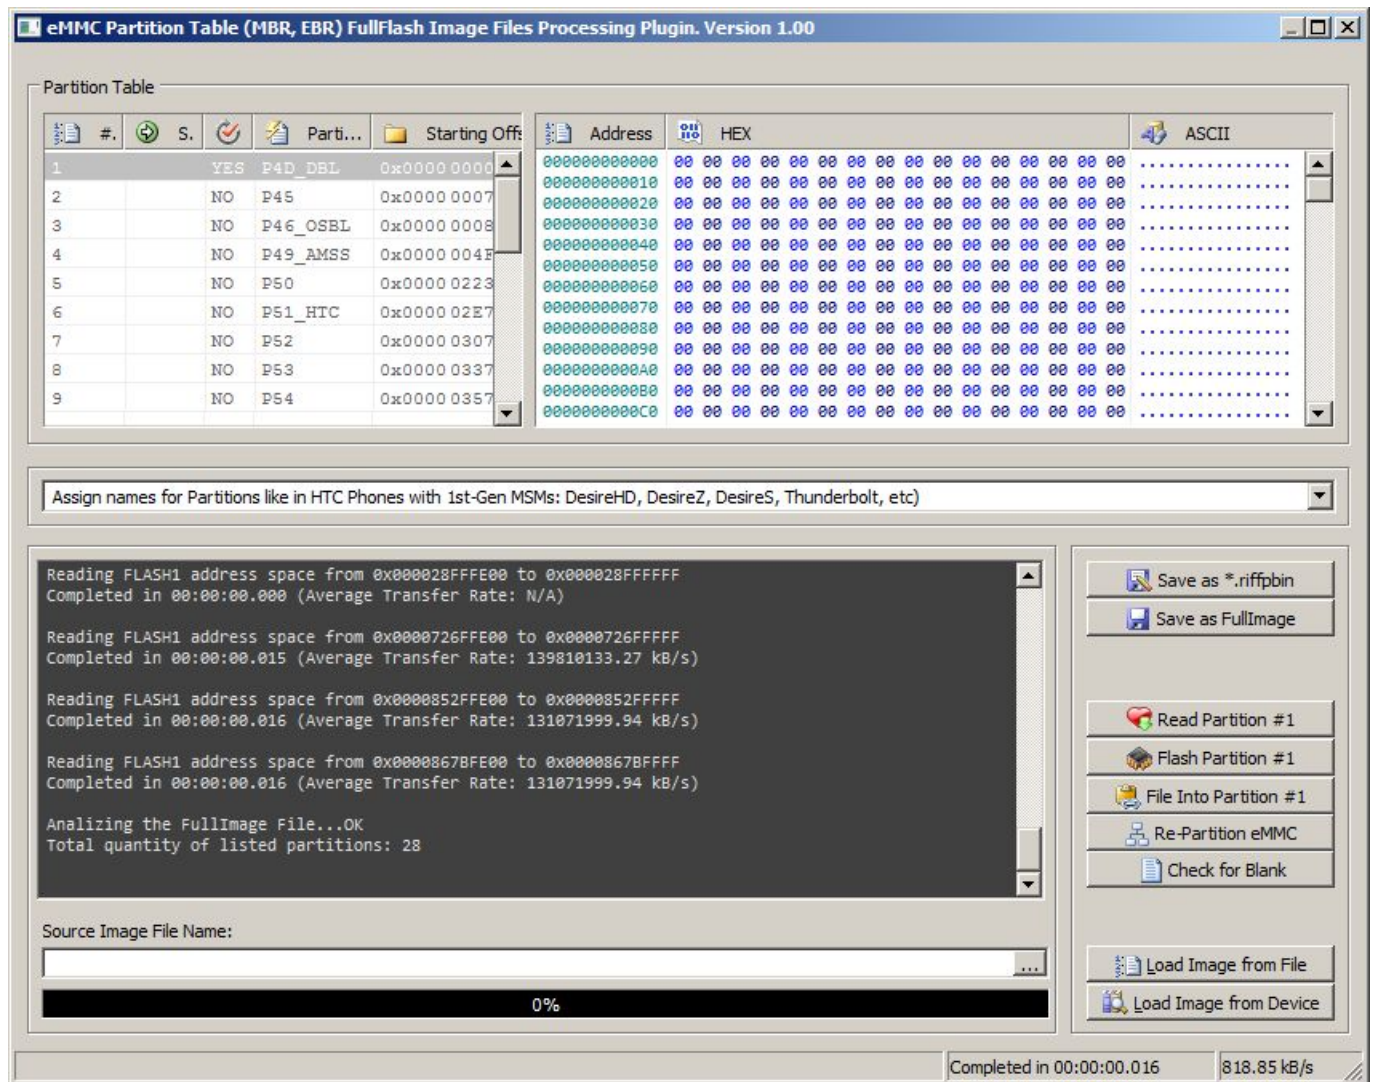 eMMC Partition Table (MBR, EBR) FullFlash Image Files Processing Plugin. Version 1.00
Partition Table
#. S. Parti... Starting Offs
1 YES P4D_DBL 0x0000 0000
2 NO P45 0x0000 0007
3 NO P46_OSBL 0x0000 0008
4 NO P49_AMSS 0x0000 004F
5 NO P50 0x0000 0223
6 NO P51_HTC 0x0000 02E7
7 NO P52 0x0000 0307
8 NO P53 0x0000 0337
9 NO P54 0x0000 0357
Address HEX ASCII
000000000000 00 00 00 00 00 00 00 00 00 00 00 00 00 00 00 00 ................
000000000010 00 00 00 00 00 00 00 00 00 00 00 00 00 00 00 00 ................
000000000020 00 00 00 00 00 00 00 00 00 00 00 00 00 00 00 00 ................
000000000030 00 00 00 00 00 00 00 00 00 00 00 00 00 00 00 00 ................
000000000040 00 00 00 00 00 00 00 00 00 00 00 00 00 00 00 00 ................
000000000050 00 00 00 00 00 00 00 00 00 00 00 00 00 00 00 00 ................
000000000060 00 00 00 00 00 00 00 00 00 00 00 00 00 00 00 00 ................
000000000070 00 00 00 00 00 00 00 00 00 00 00 00 00 00 00 00 ................
000000000080 00 00 00 00 00 00 00 00 00 00 00 00 00 00 00 00 ................
000000000090 00 00 00 00 00 00 00 00 00 00 00 00 00 00 00 00 ................
0000000000A0 00 00 00 00 00 00 00 00 00 00 00 00 00 00 00 00 ................
0000000000B0 00 00 00 00 00 00 00 00 00 00 00 00 00 00 00 00 ................
0000000000C0 00 00 00 00 00 00 00 00 00 00 00 00 00 00 00 00 ................
Assign names for Partitions like in HTC Phones with 1st-Gen MSMs: DesireHD, DesireZ, DesireS, Thunderbolt, etc)
Reading FLASH1 address space from 0x000028FFFE00 to 0x000028FFFFFF
Completed in 00:00:00.000 (Average Transfer Rate: N/A)
Reading FLASH1 address space from 0x0000726FFE00 to 0x0000726FFFFF
Completed in 00:00:00.015 (Average Transfer Rate: 139810133.27 kB/s)
Reading FLASH1 address space from 0x0000852FFE00 to 0x0000852FFFFF
Completed in 00:00:00.016 (Average Transfer Rate: 131071999.94 kB/s)
Reading FLASH1 address space from 0x0000867BFE00 to 0x0000867BFFFF
Completed in 00:00:00.016 (Average Transfer Rate: 131071999.94 kB/s)
Analizing the FullImage File...OK
Total quantity of listed partitions: 28
Source Image File Name:
...
0%
Save as *.riffpbin
Save as FullImage
Read Partition #1
Flash Partition #1
File Into Partition #1
Re-Partition eMMC
Check for Blank
Load Image from File
Load Image from Device
Completed in 00:00:00.016
818.85 kB/s